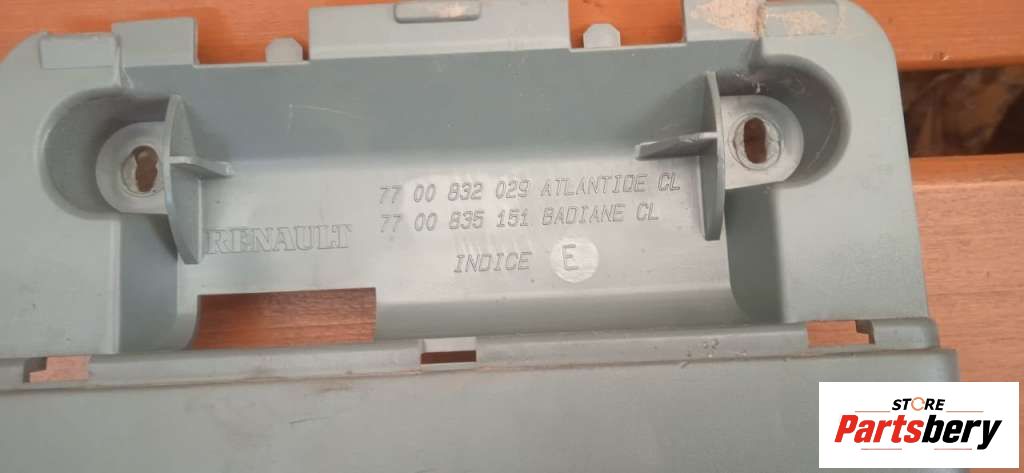 77 00 832 029 ATLANTIDE CL
77 00 835 151 BADIANE CL
RENAULT
INDICE E
STORE
Partsbery